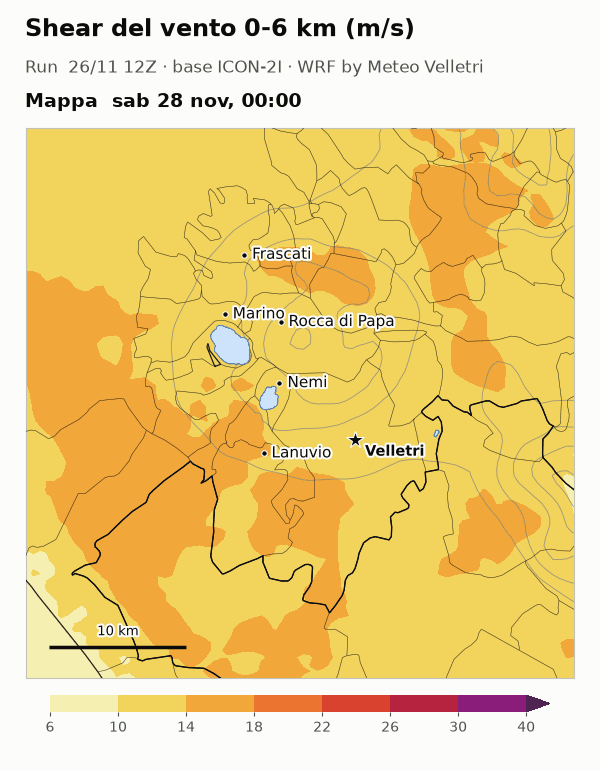 Shear del vento 0-6 km (m/s)
Run  26/11 12Z · base ICON-2I · WRF by Meteo Velletri
Mappa  sab 28 nov, 00:00
Frascati
Marino
Rocca di Papa
Nemi
Velletri
Lanuvio
10 km
6 10 14 18 22 26 30 40